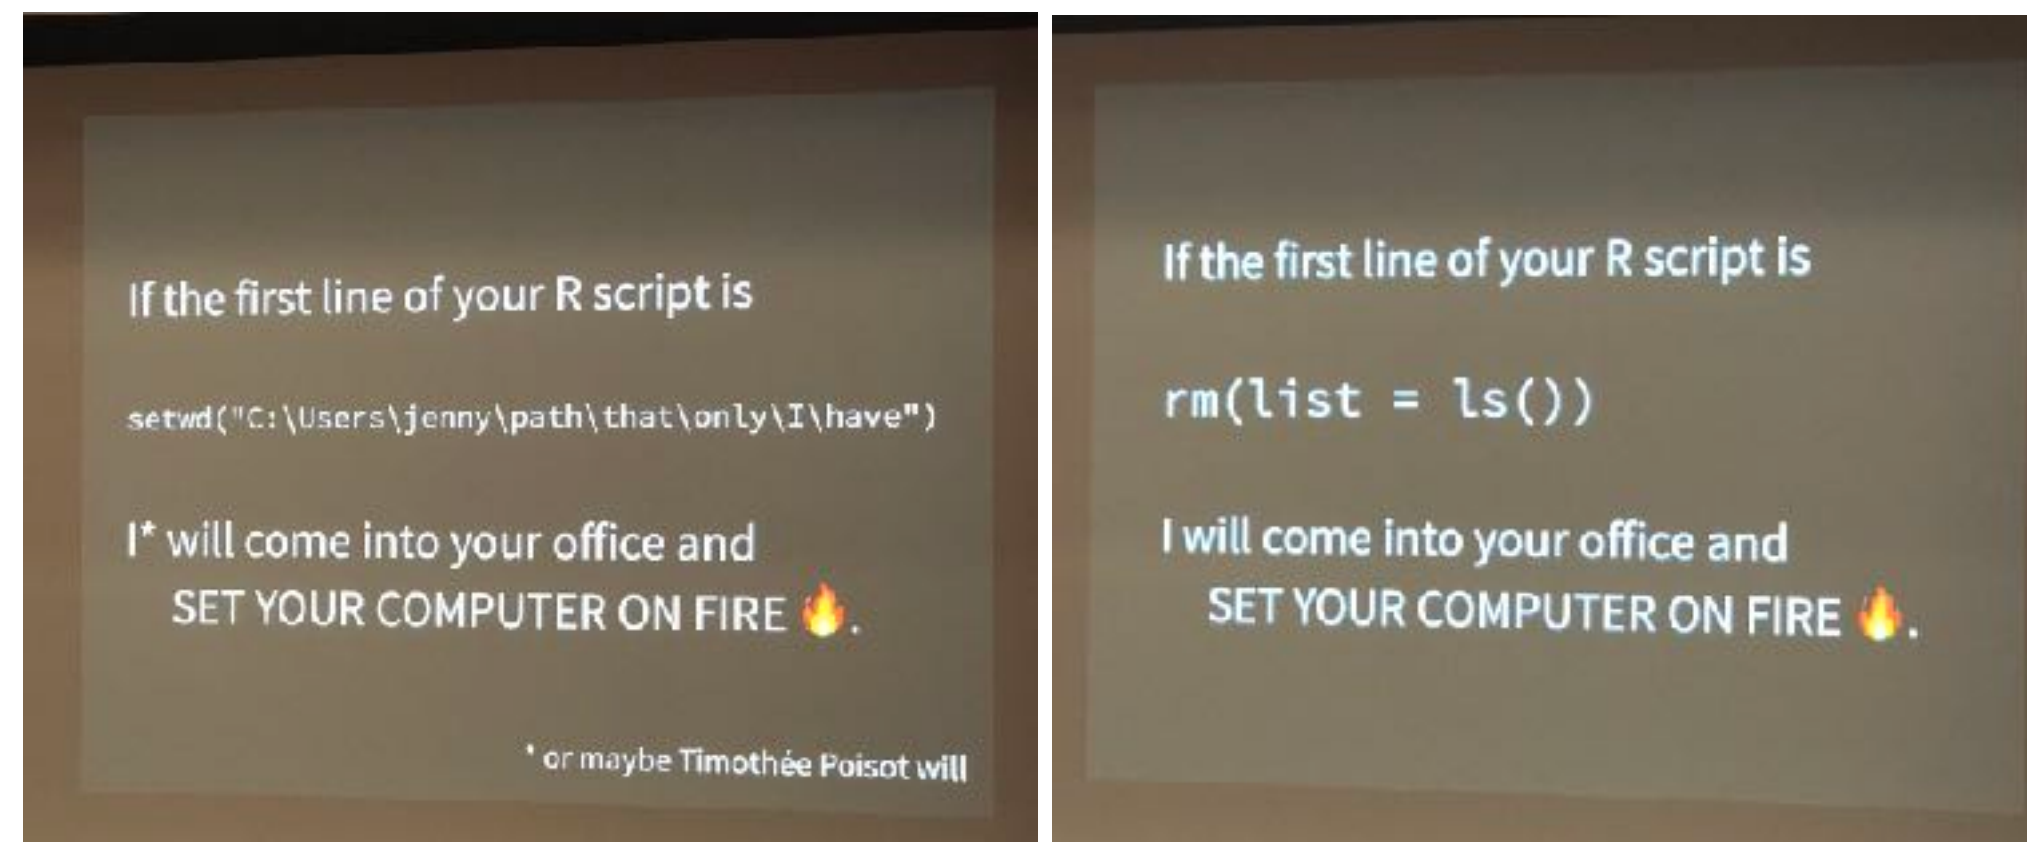 If the first line of your R script is
setwd("C:\Users\jenny\path\that\only\I\have")
I* will come into your office and
SET YOUR COMPUTER ON FIRE 🔥.
* or maybe Timothée Poisot will
If the first line of your R script is
rm(list = ls())
I will come into your office and
SET YOUR COMPUTER ON FIRE 🔥.